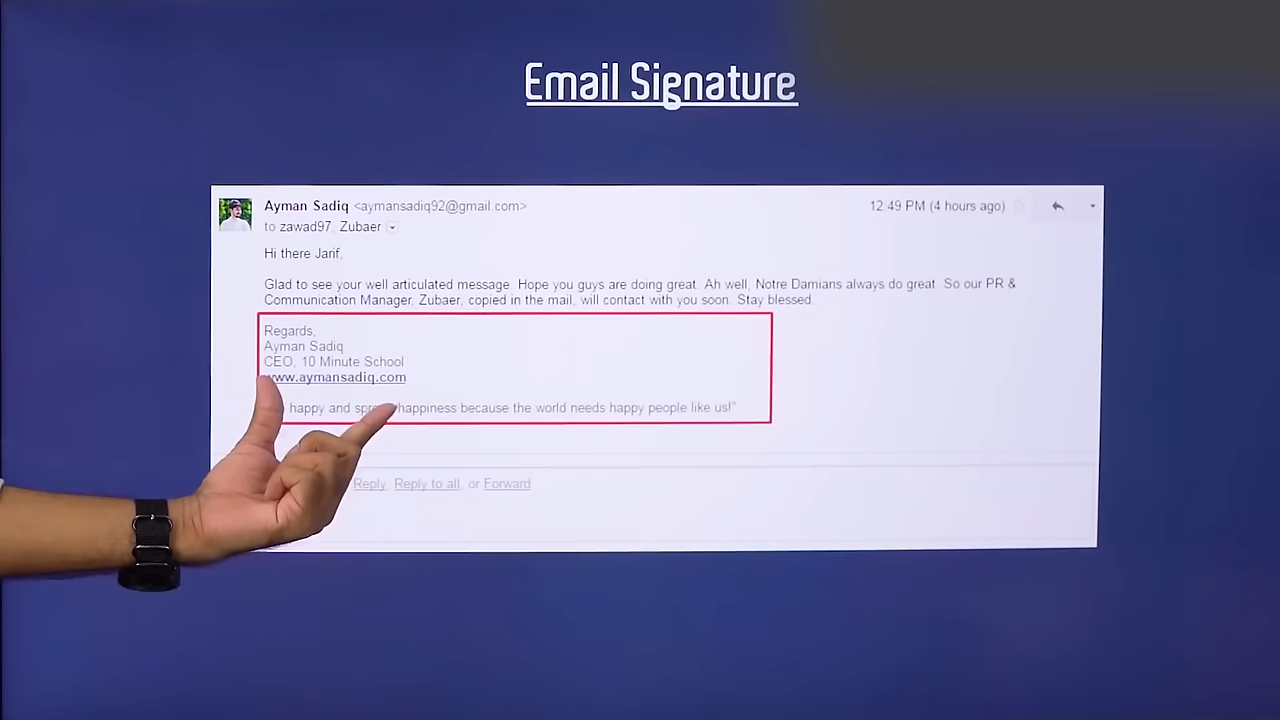 Email Signature
Ayman Sadiq <aymansadiq92@gmail.com>
12:49 PM (4 hours ago)
to zawad97, Zubaer
Hi there Jarif,
Glad to see your well articulated message. Hope you guys are doing great. Ah well, Notre Damians always do great. So our PR &
Communication Manager, Zubaer, copied in the mail, will contact with you soon. Stay blessed.
Regards,
Ayman Sadiq
CEO, 10 Minute School
www.aymansadiq.com
happy and happiness because the world needs happy people like us!"
Reply, Reply to all, or Forward